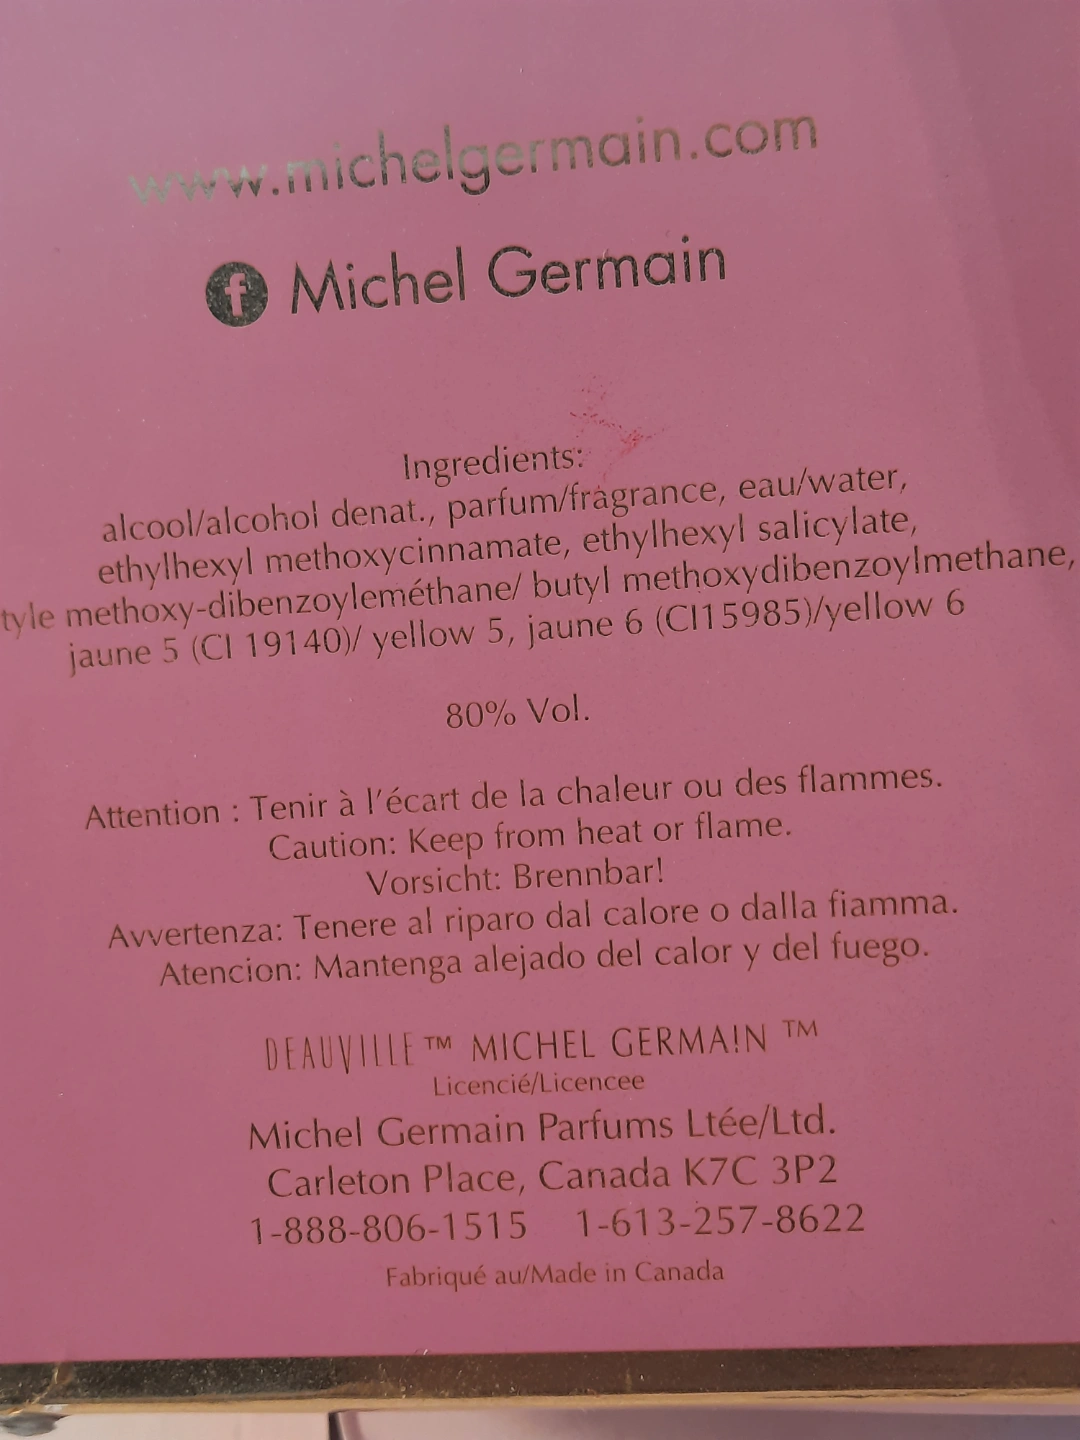 www.michelgermain.com
f Michel Germain
Ingredients:
alcool/alcohol denat., parfum/fragrance, eau/water,
ethylhexyl methoxycinnamate, ethylhexyl salicylate,
tyle methoxy-dibenzoyleméthane/ butyl methoxydibenzoylmethane,
jaune 5 (CI 19140)/ yellow 5, jaune 6 (CI15985)/yellow 6
80% Vol.
Attention : Tenir à l'écart de la chaleur ou des flammes.
Caution: Keep from heat or flame.
Vorsicht: Brennbar!
Avvertenza: Tenere al riparo dal calore o dalla fiamma.
Atencion: Mantenga alejado del calor y del fuego.
DEAUVILLE™ MICHEL GERMA!N ™
Licencié/Licencee
Michel Germain Parfums Ltée/Ltd.
Carleton Place, Canada K7C 3P2
1-888-806-1515 1-613-257-8622
Fabriqué au/Made in Canada